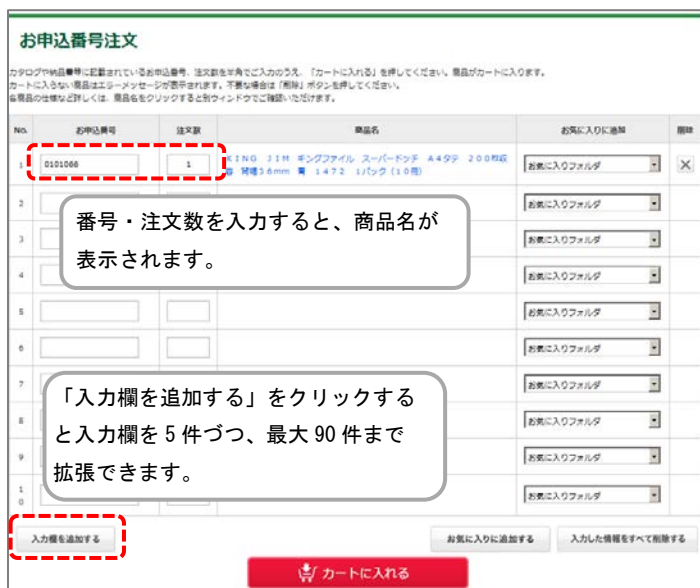 お申込番号注文
カタログや納品書等に記載されているお申込番号、注文数を半角でご入力のうえ、「カートに入れる」を押してください。商品がカートに入ります。
カートに入らない商品はエラーメッセージが表示されます。不要な場合は「削除」ボタンを押してください。
各商品の仕様など詳しくは、商品名をクリックすると別ウィンドウでご確認いただけます。
No. お申込番号 注文数 商品名 お気に入りに追加 削除
1 0101066 1 KING JIM キングファイル スーパードッチ A4タテ 200枚収 お気に入りフォルダ ×
容 背幅36mm 青 1472 1パック(10冊)
2 お気に入りフォルダ
番号・注文数を入力すると、商品名が
表示されます。
3 お気に入りフォルダ
4 お気に入りフォルダ
5 お気に入りフォルダ
6 お気に入りフォルダ
7 お気に入りフォルダ
「入力欄を追加する」をクリックする
と入力欄を5件づつ、最大90件まで
拡張できます。
8 お気に入りフォルダ
9 お気に入りフォルダ
10 お気に入りフォルダ
入力欄を追加する お気に入りに追加する 入力した情報をすべて削除する
カートに入れる